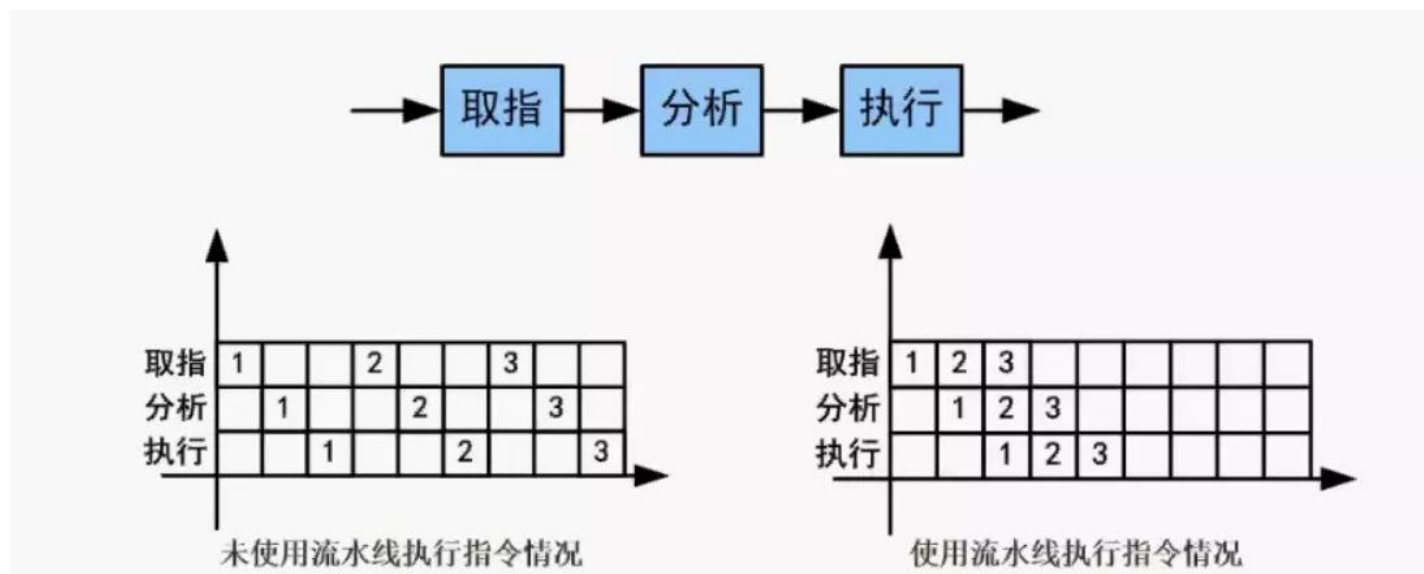 取指 分析 执行
取指 1 2 3
分析 1 2 3
执行 1 2 3
未使用流水线执行指令情况
取指 1 2 3
分析 1 2 3
执行 1 2 3
使用流水线执行指令情况